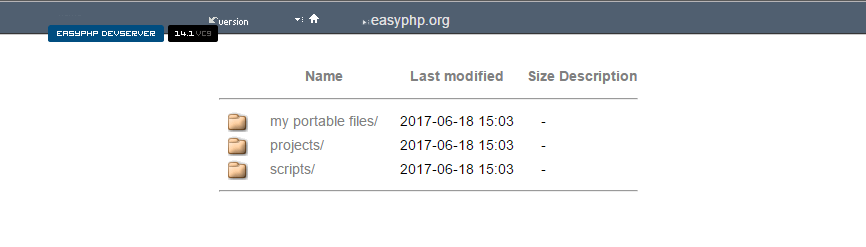 easyphp.org
EASYPHP DEVSERVER 14.1 VC9
Name Last modified Size Description
my portable files/ 2017-06-18 15:03 -
projects/ 2017-06-18 15:03 -
scripts/ 2017-06-18 15:03 -